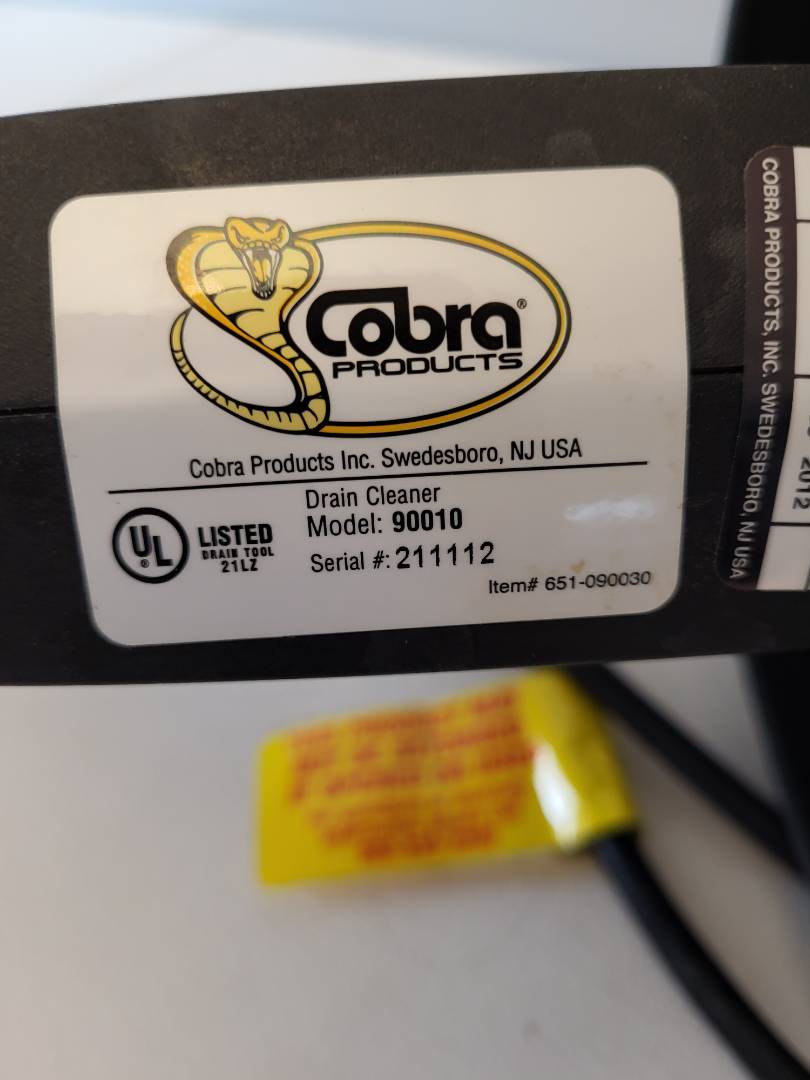 Cobra®
PRODUCTS
Cobra Products Inc. Swedesboro, NJ USA
UL®
LISTED
DRAIN TOOL
21LZ
Drain Cleaner
Model: 90010
Serial #: 211112
Item# 651-090030
COBRA PRODUCTS, INC. SWEDESBORO, NJ USA
2012